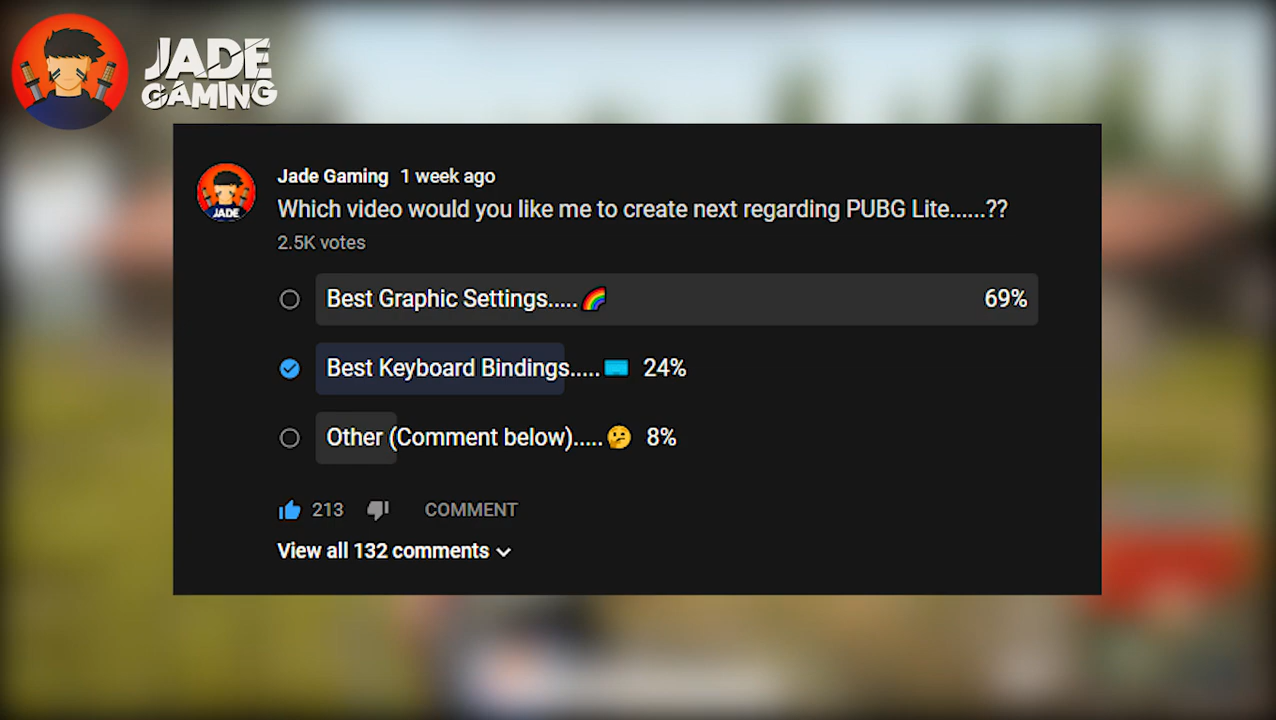 JADE
GAMING
Jade Gaming 1 week ago
JADE
Which video would you like me to create next regarding PUBG Lite......??
2.5K votes
Best Graphic Settings.....🌈 69%
Best Keyboard Bindings.....⌨️ 24%
Other (Comment below).....🤔 8%
213 COMMENT
View all 132 comments